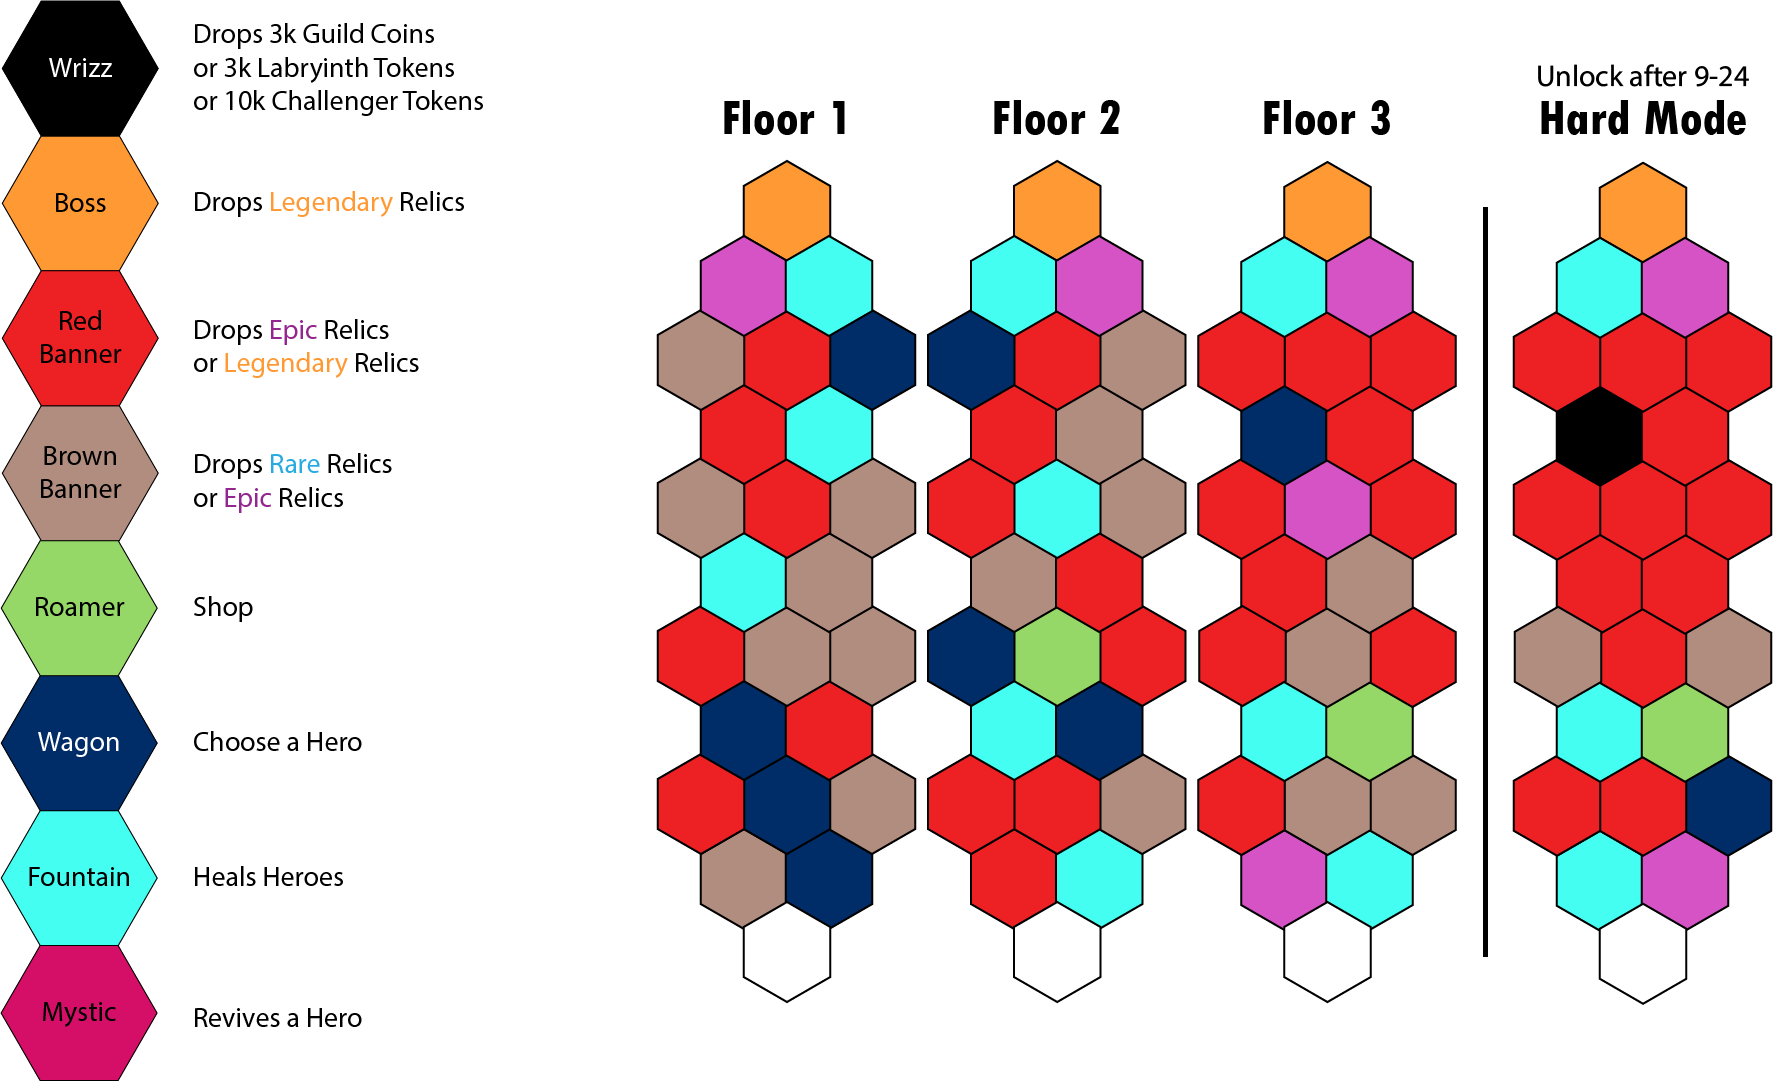 Wrizz
Drops 3k Guild Coins
or 3k Labryinth Tokens
or 10k Challenger Tokens
Boss
Drops Legendary Relics
Red
Banner
Drops Epic Relics
or Legendary Relics
Brown
Banner
Drops Rare Relics
or Epic Relics
Roamer
Shop
Wagon
Choose a Hero
Fountain
Heals Heroes
Mystic
Revives a Hero
Floor 1
Floor 2
Floor 3
Unlock after 9-24
Hard Mode